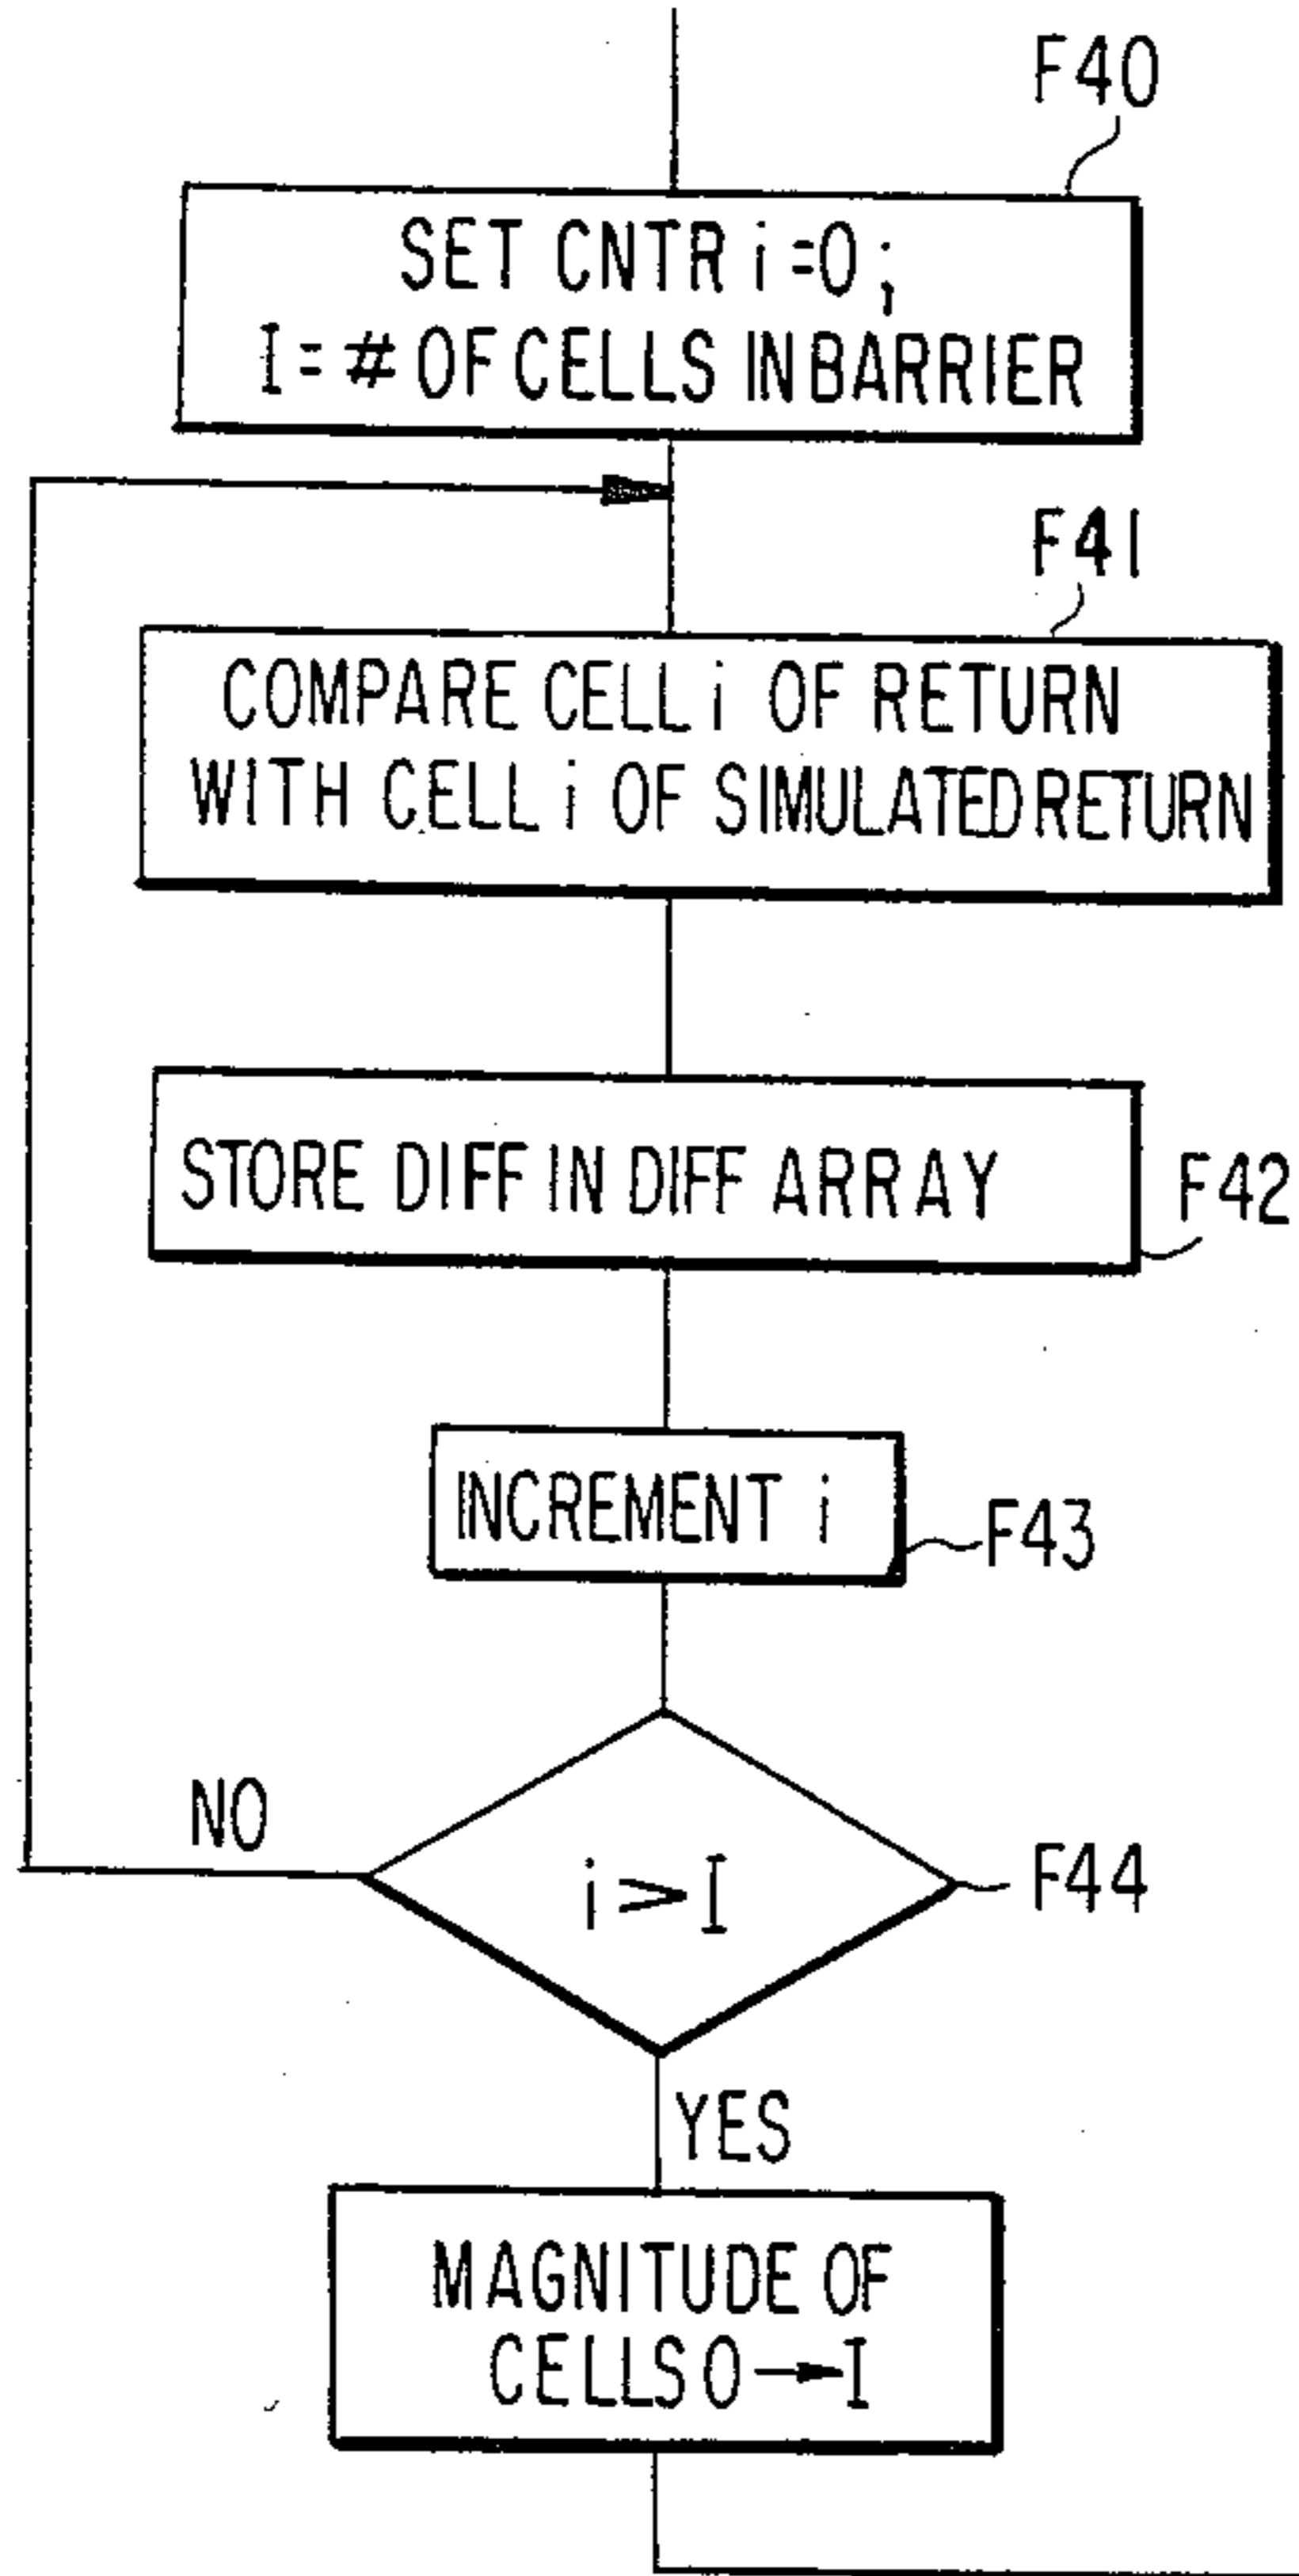 F40
SET CNTR i=0;
I=# OF CELLS IN BARRIER
F41
COMPARE CELL i OF RETURN
WITH CELL i OF SIMULATED RETURN
STORE DIFF IN DIFF ARRAY
F42
INCREMENT i
F43
NO
i>I
F44
YES
MAGNITUDE OF
CELLS 0→I